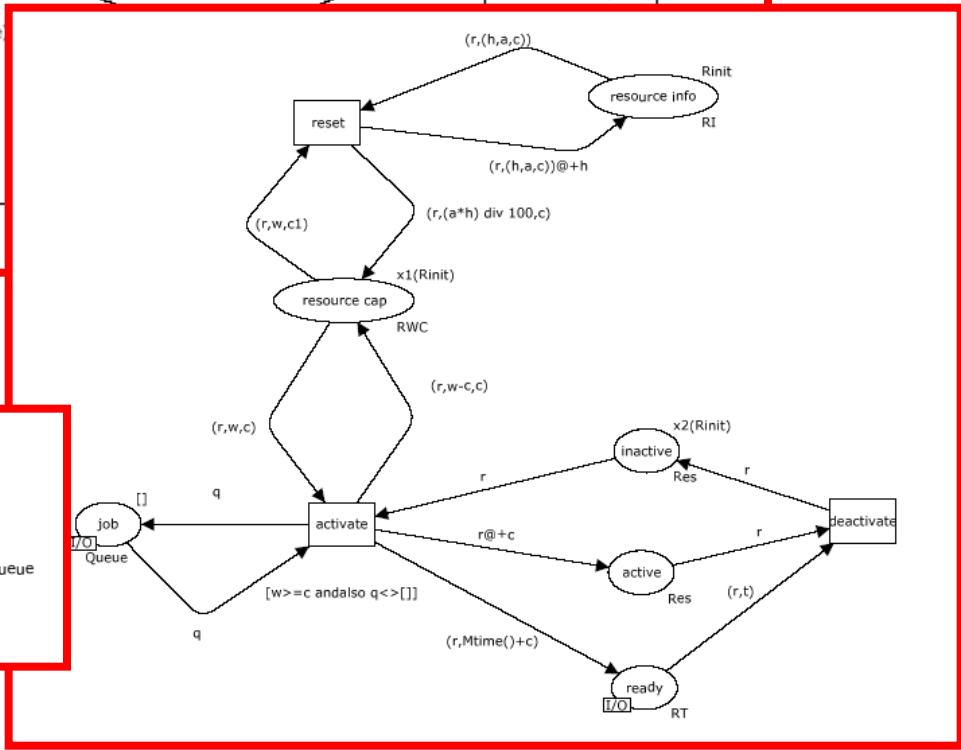 (r,(h,a,c))
Rinit
resource info
RI
reset
(r,(h,a,c))@+h
(r,w,c1)
(r,(a*h) div 100,c)
x1(Rinit)
resource cap
RWC
(r,w-c,c)
(r,w,c)
x2(Rinit)
inactive
Res
r
r
q
[]
job
I/O
Queue
activate
r@+c
r
deactivate
active
Res
ueue
[w>=c andalso q<>[]]
(r,t)
q
(r,Mtime()+c)
ready
I/O
RT